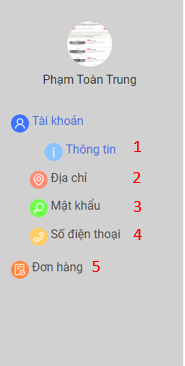 Phạm Toàn Trung
Tài khoản
Thông tin 1
Địa chỉ 2
Mật khẩu 3
Số điện thoại 4
Đơn hàng 5